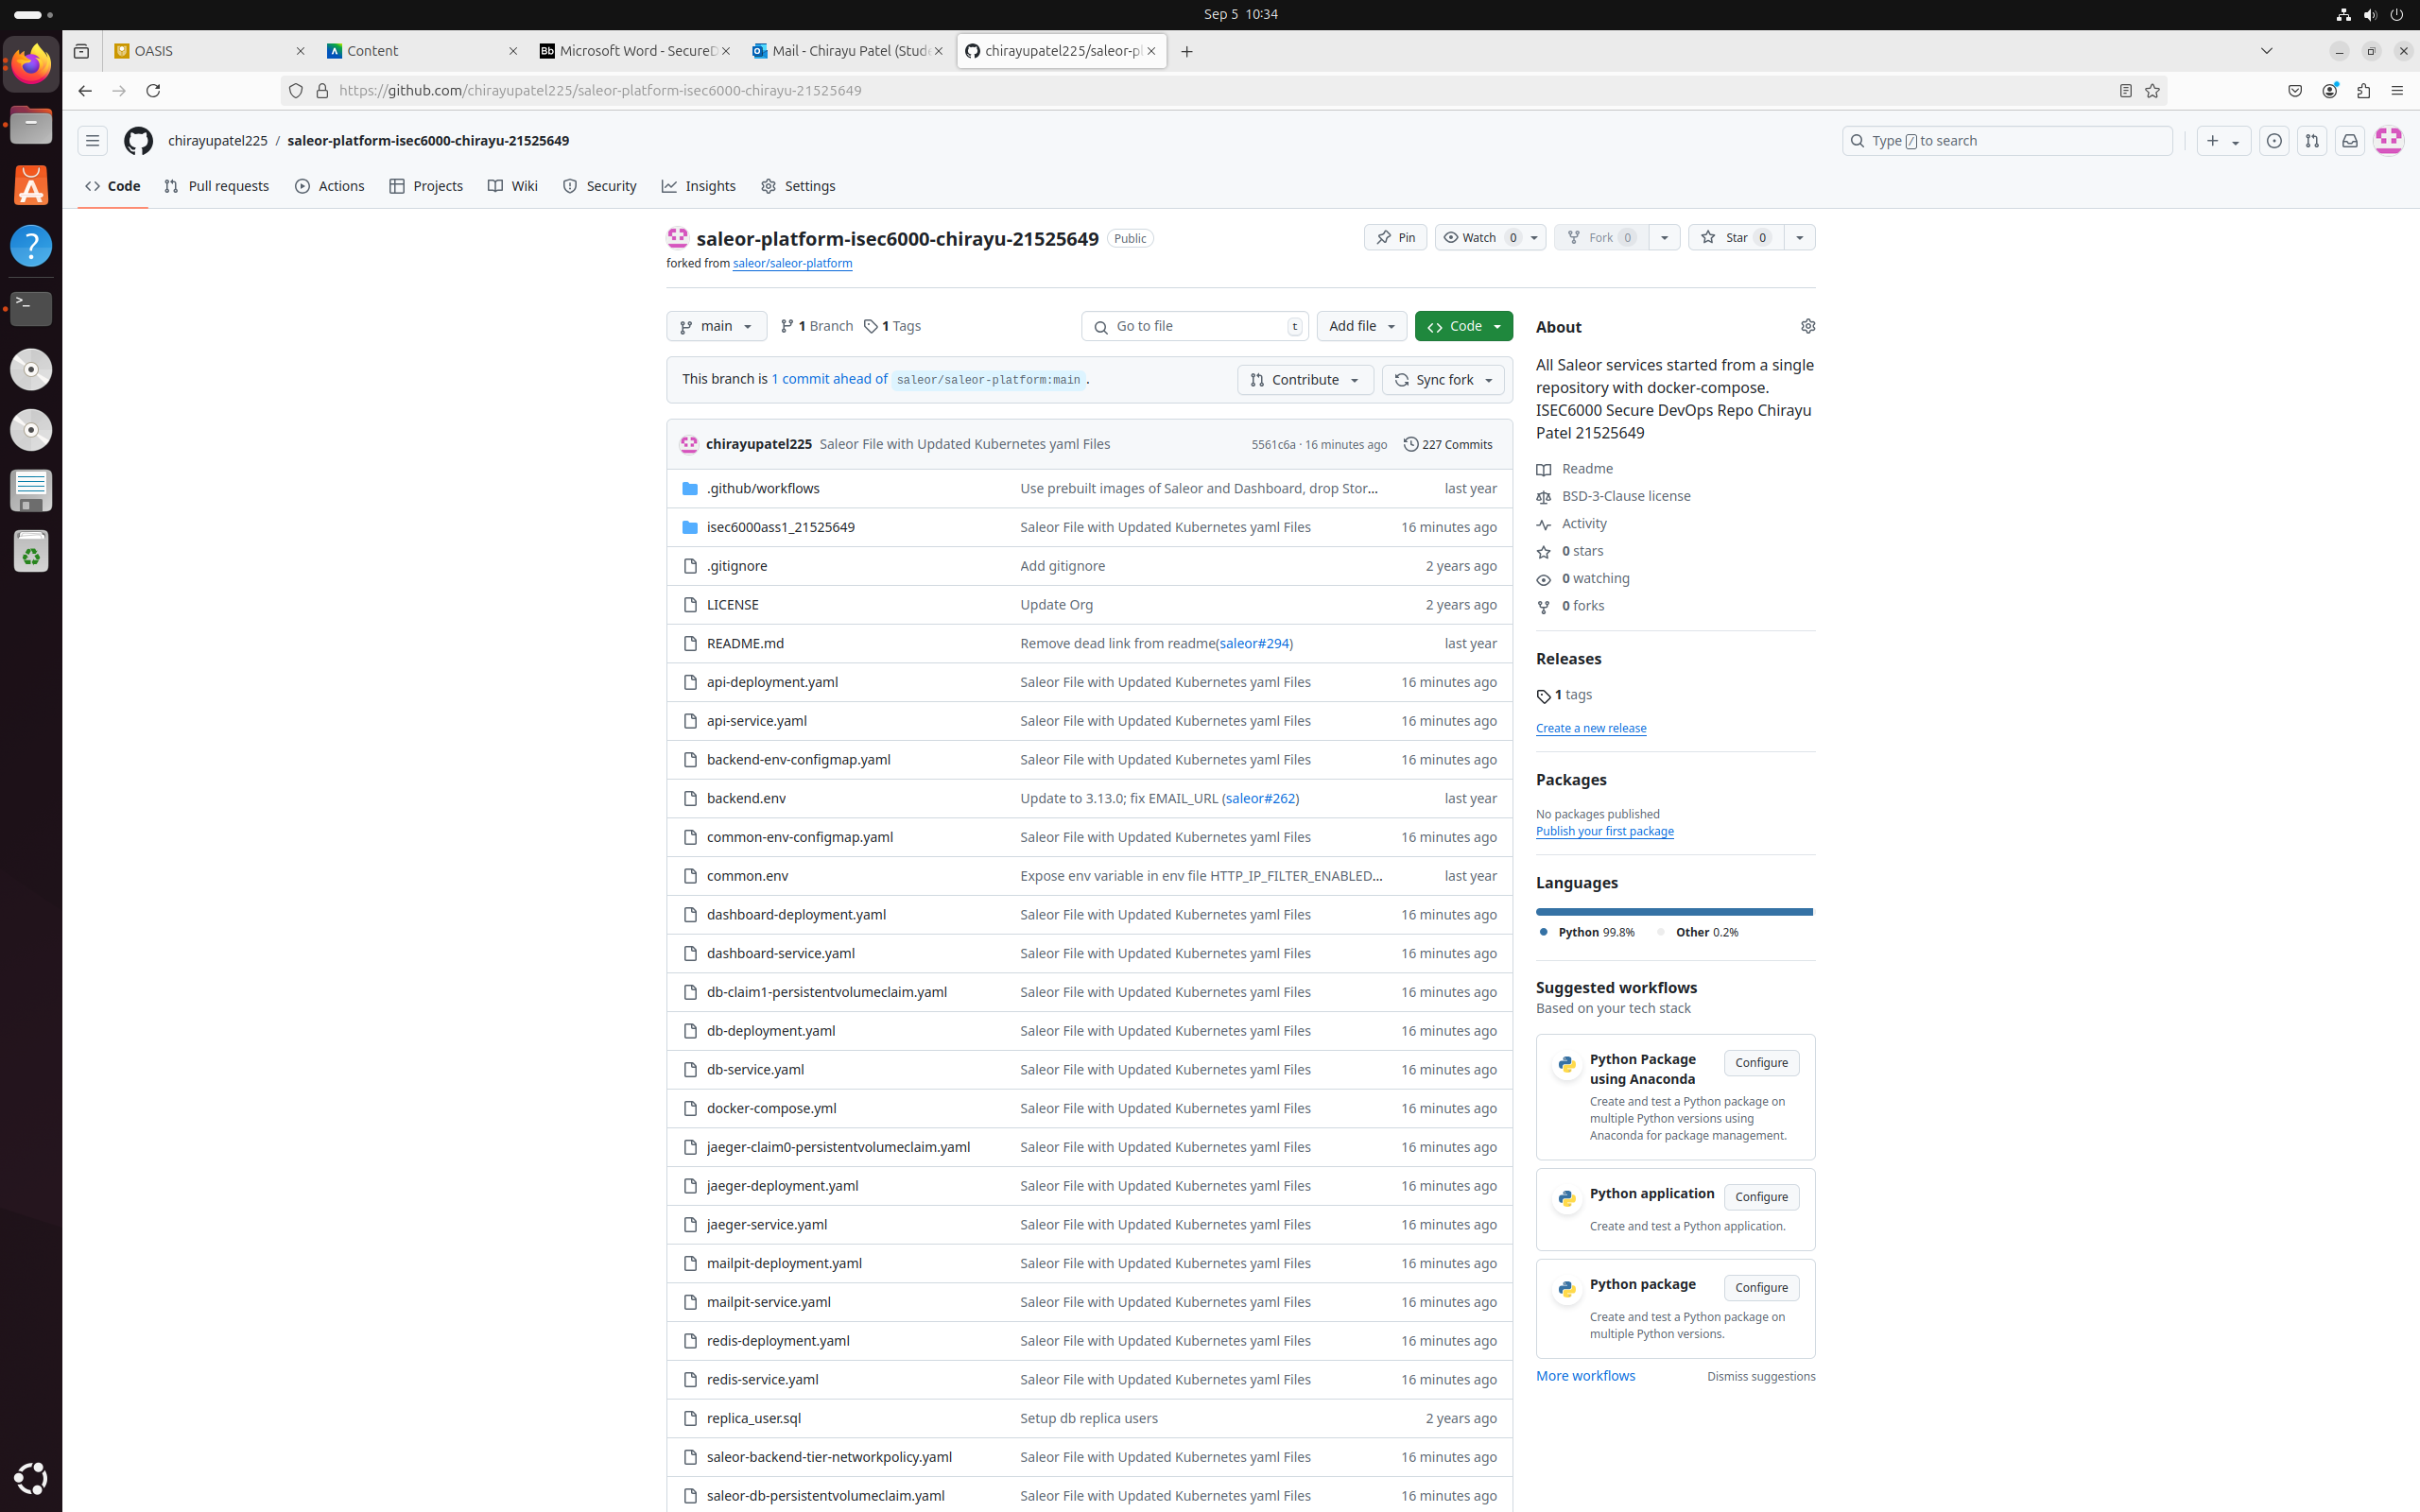 Sep 5 10:34
OASIS
Content
Microsoft Word - SecureD
Mail - Chirayu Patel (Stud
chirayupatel225/saleor-pl
https://github.com/chirayupatel225/saleor-platform-isec6000-chirayu-21525649
chirayupatel225 / saleor-platform-isec6000-chirayu-21525649
Type / to search
Code
Pull requests
Actions
Projects
Wiki
Security
Insights
Settings
saleor-platform-isec6000-chirayu-21525649 Public
forked from saleor/saleor-platform
Pin
Watch 0
Fork 0
Star 0
main
1 Branch
1 Tags
Go to file t
Add file
Code
This branch is 1 commit ahead of saleor/saleor-platform:main .
Contribute
Sync fork
chirayupatel225 Saleor File with Updated Kubernetes yaml Files 5561c6a · 16 minutes ago 227 Commits
.github/workflows Use prebuilt images of Saleor and Dashboard, drop Stor... last year
isec6000ass1_21525649 Saleor File with Updated Kubernetes yaml Files 16 minutes ago
.gitignore Add gitignore 2 years ago
LICENSE Update Org 2 years ago
README.md Remove dead link from readme(saleor#294) last year
api-deployment.yaml Saleor File with Updated Kubernetes yaml Files 16 minutes ago
api-service.yaml Saleor File with Updated Kubernetes yaml Files 16 minutes ago
backend-env-configmap.yaml Saleor File with Updated Kubernetes yaml Files 16 minutes ago
backend.env Update to 3.13.0; fix EMAIL_URL (saleor#262) last year
common-env-configmap.yaml Saleor File with Updated Kubernetes yaml Files 16 minutes ago
common.env Expose env variable in env file HTTP_IP_FILTER_ENABLED... last year
dashboard-deployment.yaml Saleor File with Updated Kubernetes yaml Files 16 minutes ago
dashboard-service.yaml Saleor File with Updated Kubernetes yaml Files 16 minutes ago
db-claim1-persistentvolumeclaim.yaml Saleor File with Updated Kubernetes yaml Files 16 minutes ago
db-deployment.yaml Saleor File with Updated Kubernetes yaml Files 16 minutes ago
db-service.yaml Saleor File with Updated Kubernetes yaml Files 16 minutes ago
docker-compose.yml Saleor File with Updated Kubernetes yaml Files 16 minutes ago
jaeger-claim0-persistentvolumeclaim.yaml Saleor File with Updated Kubernetes yaml Files 16 minutes ago
jaeger-deployment.yaml Saleor File with Updated Kubernetes yaml Files 16 minutes ago
jaeger-service.yaml Saleor File with Updated Kubernetes yaml Files 16 minutes ago
mailpit-deployment.yaml Saleor File with Updated Kubernetes yaml Files 16 minutes ago
mailpit-service.yaml Saleor File with Updated Kubernetes yaml Files 16 minutes ago
redis-deployment.yaml Saleor File with Updated Kubernetes yaml Files 16 minutes ago
redis-service.yaml Saleor File with Updated Kubernetes yaml Files 16 minutes ago
replica_user.sql Setup db replica users 2 years ago
saleor-backend-tier-networkpolicy.yaml Saleor File with Updated Kubernetes yaml Files 16 minutes ago
saleor-db-persistentvolumeclaim.yaml Saleor File with Updated Kubernetes yaml Files 16 minutes ago
About
All Saleor services started from a single
repository with docker-compose.
ISEC6000 Secure DevOps Repo Chirayu
Patel 21525649
Readme
BSD-3-Clause license
Activity
0 stars
0 watching
0 forks
Releases
1 tags
Create a new release
Packages
No packages published
Publish your first package
Languages
Python 99.8%
Other 0.2%
Suggested workflows
Based on your tech stack
Python Package
using Anaconda
Configure
Create and test a Python package on
multiple Python versions using
Anaconda for package management.
Python application
Configure
Create and test a Python application.
Python package
Configure
Create and test a Python package on
multiple Python versions.
More workflows
Dismiss suggestions